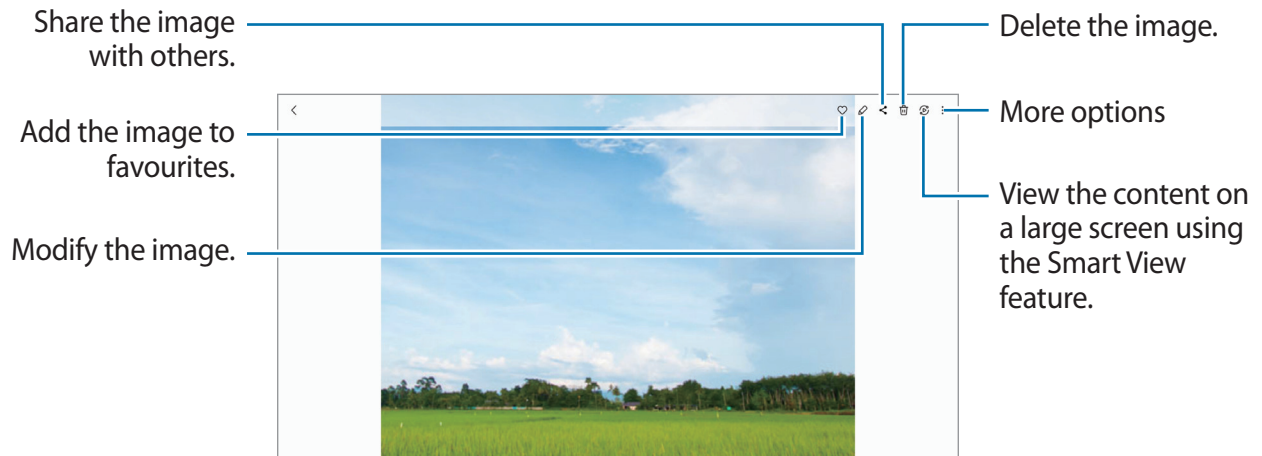 Share the image
with others.
Add the image to
favourites.
Modify the image.
Delete the image.
More options
View the content on
a large screen using
the Smart View
feature.